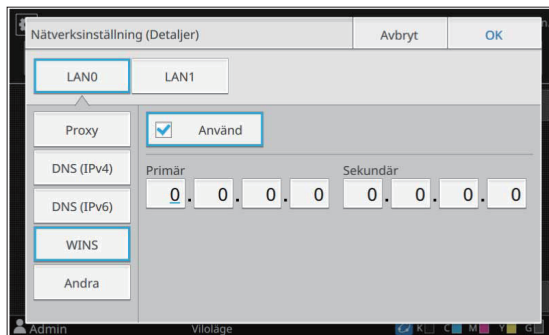 Nätverksinställning (Detaljer)
Avbryt
OK
LAN0
LAN1
Proxy
DNS (IPv4)
DNS (IPv6)
WINS
Andra
Använd
Primär
Sekundär
0. 0. 0. 0
0. 0. 0. 0
Admin
Viloläge
K C M Y G